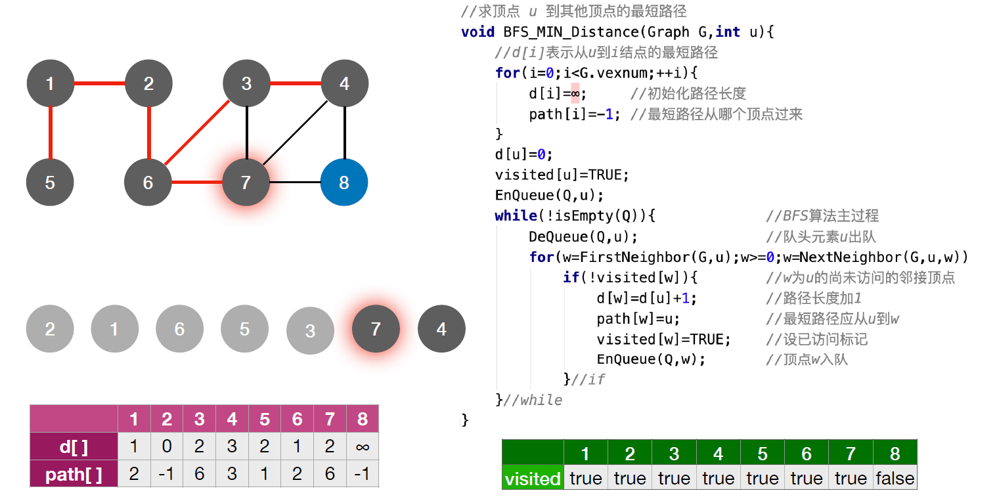 1 2 3 4
5 6 7 8
2 1 6 5 3 7 4
1 2 3 4 5 6 7 8
d[ ] 1 0 2 3 2 1 2 ∞
path[ ] 2 -1 6 3 1 2 6 -1
//求顶点 u 到其他顶点的最短路径
void BFS_MIN_Distance(Graph G,int u){
//d[i]表示从u到i结点的最短路径
for(i=0;i<G.vexnum;++i){
d[i]=∞; //初始化路径长度
path[i]=-1; //最短路径从哪个顶点过来
}
d[u]=0;
visited[u]=TRUE;
EnQueue(Q,u);
while(!isEmpty(Q)){ //BFS算法主过程
DeQueue(Q,u); //队头元素u出队
for(w=FirstNeighbor(G,u);w>=0;w=NextNeighbor(G,u,w))
if(!visited[w]){ //w为u的尚未访问的邻接顶点
d[w]=d[u]+1; //路径长度加1
path[w]=u; //最短路径应从u到w
visited[w]=TRUE; //设已访问标记
EnQueue(Q,w); //顶点w入队
}//if
}//while
}
1 2 3 4 5 6 7 8
visited true true true true true true true false